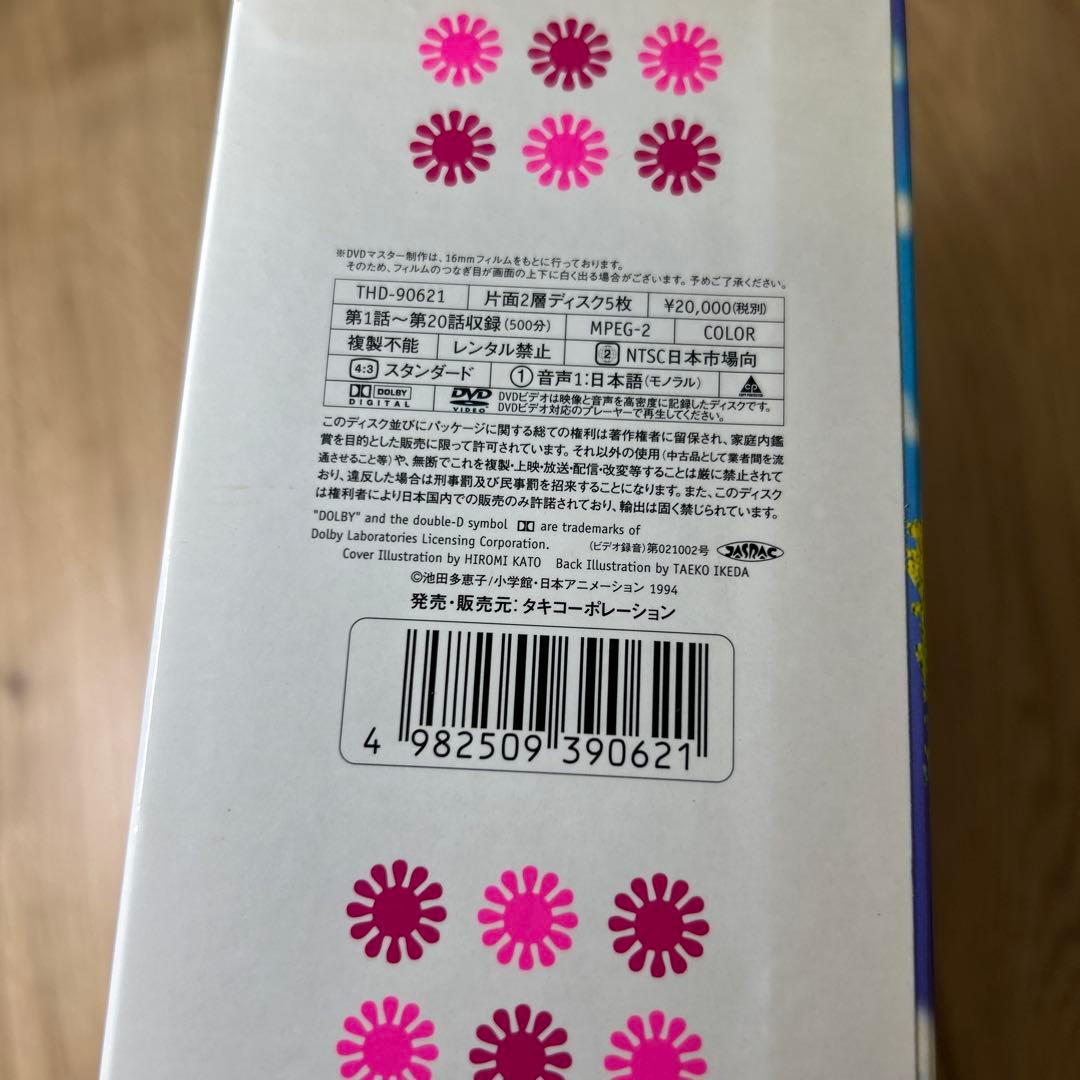 ※DVDマスター制作は、16mmフィルムをもとに行っております。
そのため、フィルムのつなぎ目が画面の上下に白く出る場合がございます。予めご了承ください。
THD-90621 片面2層ディスク5枚 ¥20,000(税別)
第1話〜第20話収録(500分) MPEG-2 COLOR
複製不能 レンタル禁止 2 NTSC日本市場向
4:3 スタンダード ① 音声1:日本語(モノラル) CP
DOLBY DIGITAL DVD VIDEO DVDビデオは映像と音声を高密度に記録したディスクです。
DVDビデオ対応のプレーヤーで再生してください。
このディスク並びにパッケージに関する総ての権利は著作権者に留保され、家庭内鑑
賞を目的とした販売に限って許可されています。それ以外の使用(中古品として業者間を流
通させること等)や、無断でこれを複製・上映・放送・配信・改変等することは厳に禁止されて
おり、違反した場合は刑事罰及び民事罰を招来することになります。また、このディスク
は権利者により日本国内での販売のみ許諾されており、輸出は固く禁じられています。
"DOLBY" and the double-D symbol are trademarks of
Dolby Laboratories Licensing Corporation. (ビデオ録音)第021002号 JASRAC
Cover Illustration by HIROMI KATO Back Illustration by TAEKO IKEDA
©池田多恵子/小学館・日本アニメーション 1994
発売・販売元:タキコーポレーション
4 982509 390621